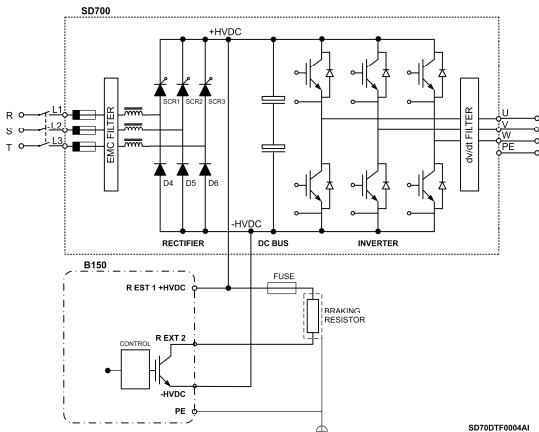 SD700
+HVDC
SCR1 SCR2 SCR3
R L1
S L2
T L3
EMC FILTER
D4 D5 D6
dv/dt FILTER
U
V
W
PE
-HVDC
RECTIFIER DC BUS INVERTER
B150
FUSE
R EST 1 +HVDC
BRAKING
RESISTOR
R EXT 2
CONTROL
-HVDC
PE
SD70DTF0004AI